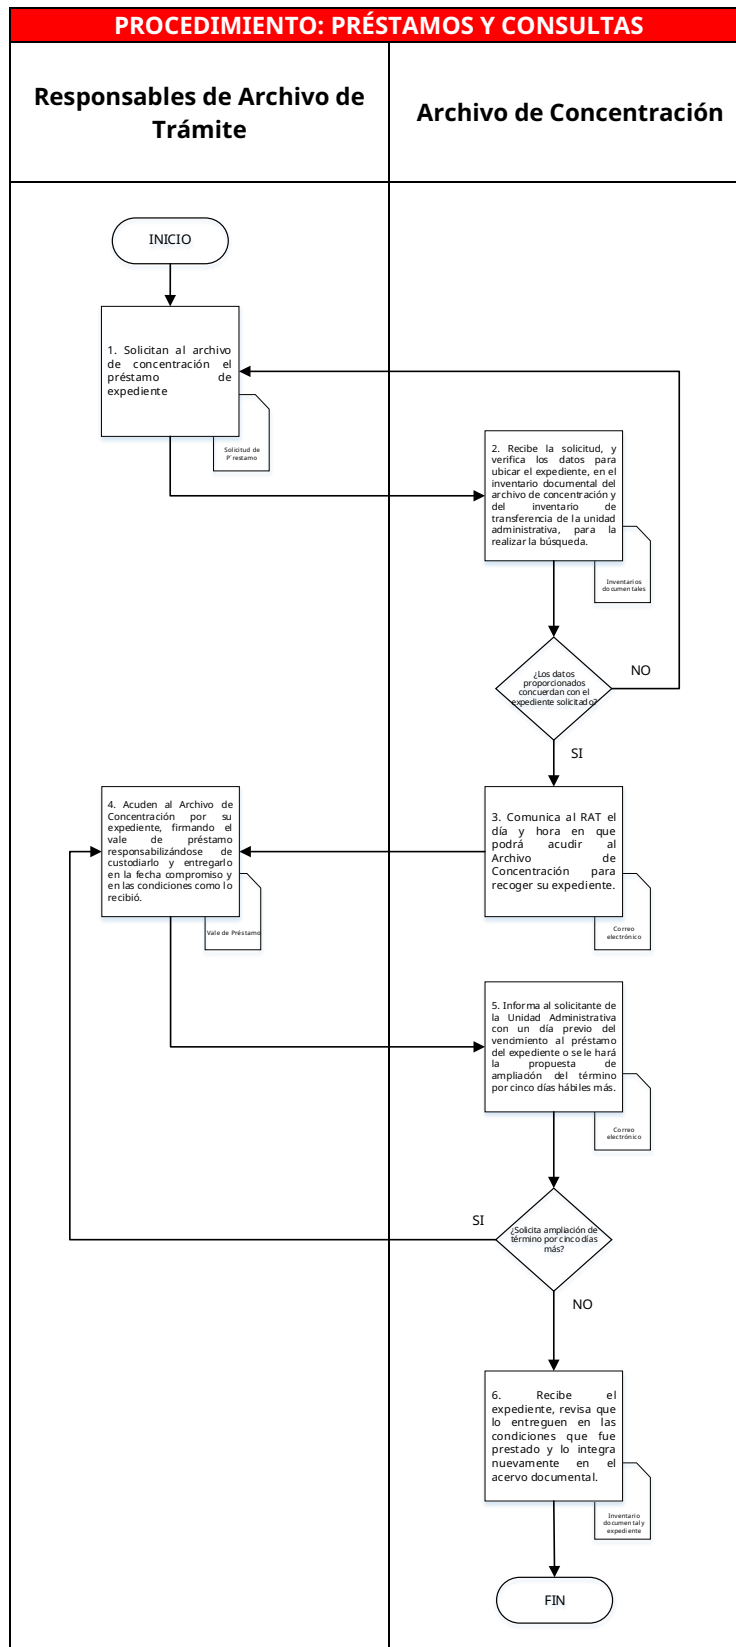 PROCEDIMIENTO: PRÉSTAMOS Y CONSULTAS
Responsables de Archivo de
Trámite
Archivo de Concentración
INICIO
1. Solicitan al archivo
de concentración el
préstamo de
expediente
Solicitud de
P´restamo
2. Recibe la solicitud, y
verifica los datos para
ubicar el expediente, en el
inventario documental del
archivo de concentración y
del inventario de
transferencia de la unidad
administrativa, para la
realizar la búsqueda.
Inventarios
documentales
¿Los datos
proporcionados
concuerdan con el
expediente solicitado?
NO
SI
3. Comunica al RAT el
día y hora en que
podrá acudir al
Archivo de
Concentración para
recoger su expediente.
Correo
electrónico
4. Acuden al Archivo de
Concentración por su
expediente, firmando el
vale de préstamo
responsabilizándose de
custodiarlo y entregarlo
en la fecha compromiso y
en las condiciones como lo
recibió.
Vale de Préstamo
5. Informa al solicitante de
la Unidad Administrativa
con un día previo del
vencimiento al préstamo
del expediente o se le hará
la propuesta de
ampliación del término
por cinco días hábiles más.
Correo
electrónico
SI
¿Solicita ampliación de
término por cinco días
más?
NO
6. Recibe el
expediente, revisa que
lo entreguen en las
condiciones que fue
prestado y lo integra
nuevamente en el
acervo documental.
Inventario
documental y
expediente
FIN